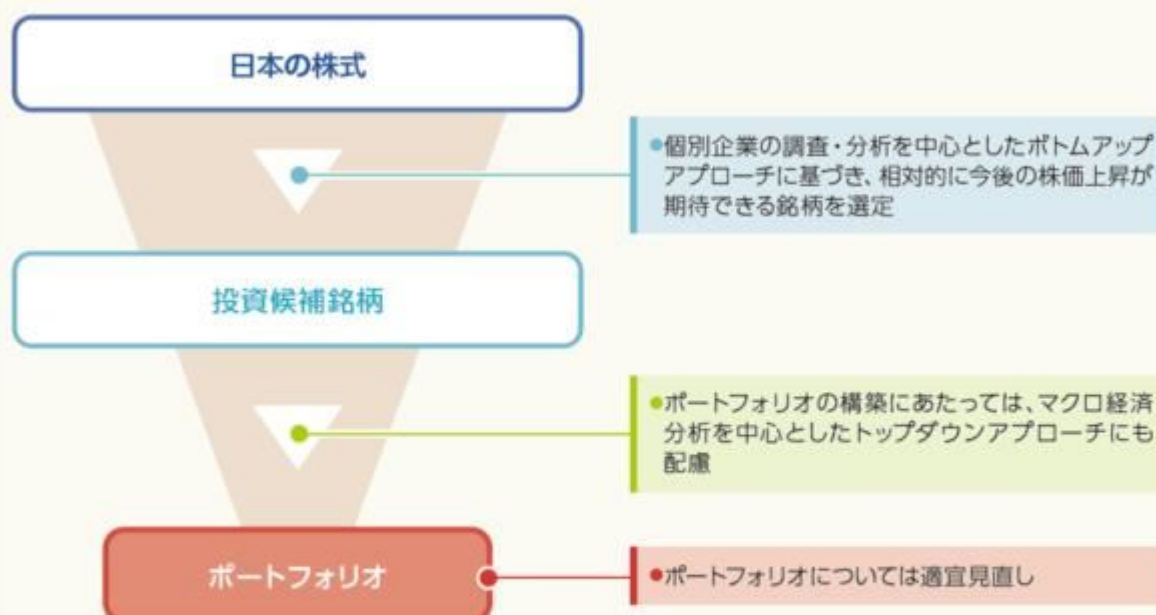 日本の株式
●個別企業の調査・分析を中心としたボトムアップ
アプローチに基づき、相対的に今後の株価上昇が
期待できる銘柄を選定
投資候補銘柄
●ポートフォリオの構築にあたっては、マクロ経済
分析を中心としたトップダウンアプローチにも
配慮
ポートフォリオ
●ポートフォリオについては適宜見直し